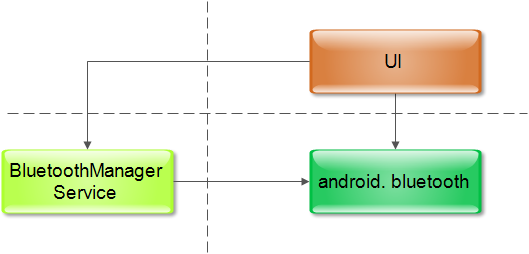 UI
BluetoothManager
Service
android. bluetooth